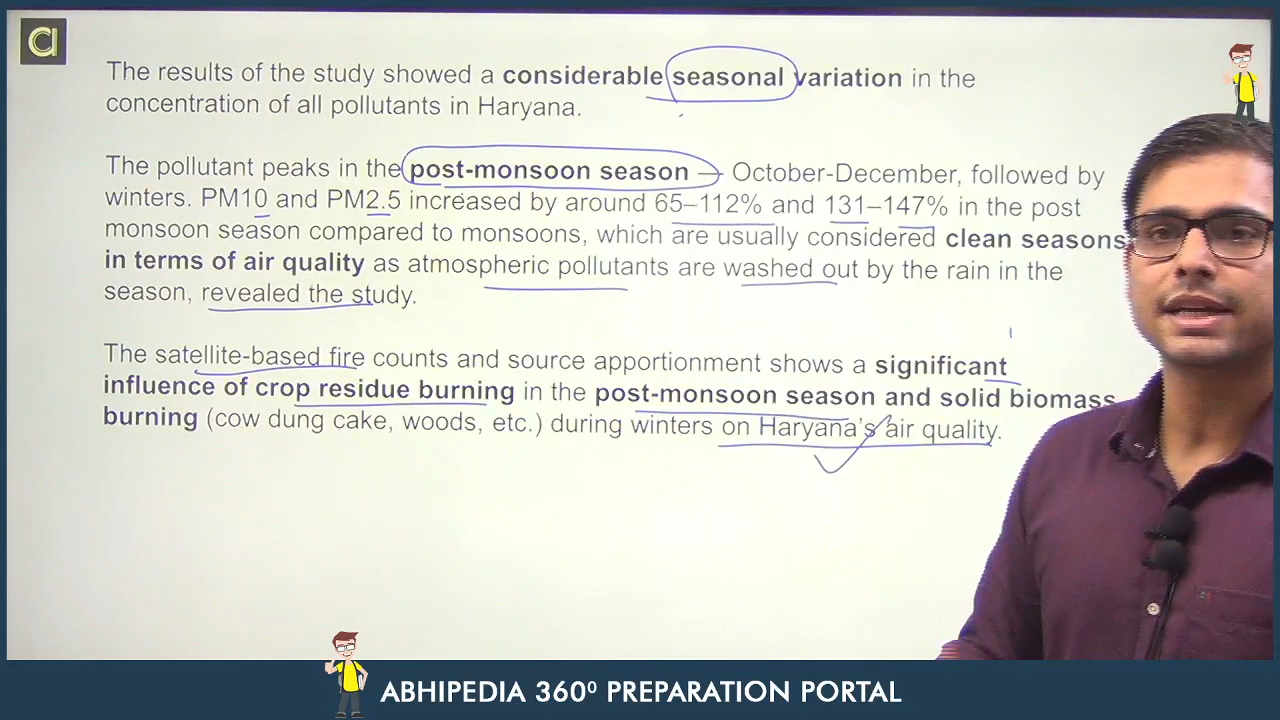 a
The results of the study showed a considerable seasonal variation in the
concentration of all pollutants in Haryana.
The pollutant peaks in the post-monsoon season — October-December, followed by
winters. PM10 and PM2.5 increased by around 65–112% and 131–147% in the post
monsoon season compared to monsoons, which are usually considered clean seasons
in terms of air quality as atmospheric pollutants are washed out by the rain in the
season, revealed the study.
The satellite-based fire counts and source apportionment shows a significant
influence of crop residue burning in the post-monsoon season and solid biomass
burning (cow dung cake, woods, etc.) during winters on Haryana's air quality.
ABHIPEDIA 360⁰ PREPARATION PORTAL